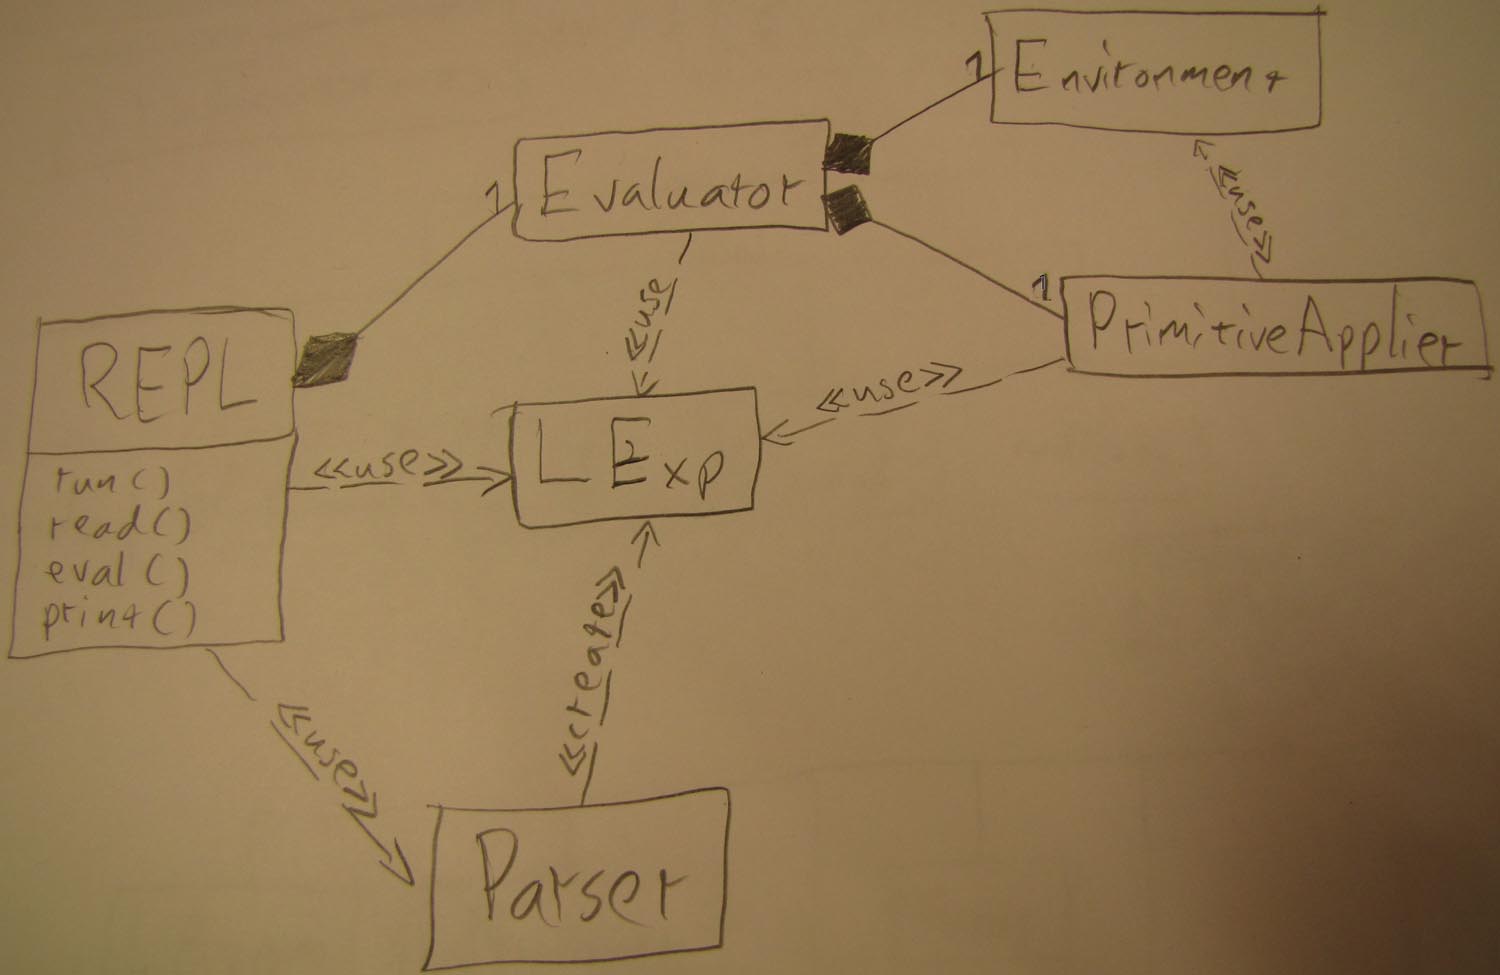 1 Environment
1 Evaluator
«use»
«use»
1 PrimitiveApplier
REPL
«use»
«use» LExp
run()
read()
eval()
print()
«create»
«use»
Parser